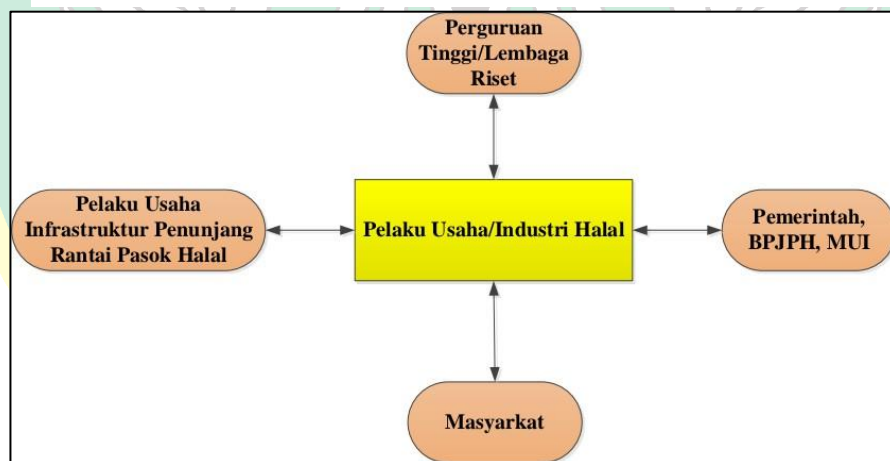 Perguruan
Tinggi/Lembaga
Riset
Pelaku Usaha
Infrastruktur Penunjang
Rantai Pasok Halal
Pelaku Usaha/Industri Halal
Pemerintah,
BPJPH, MUI
Masyarkat